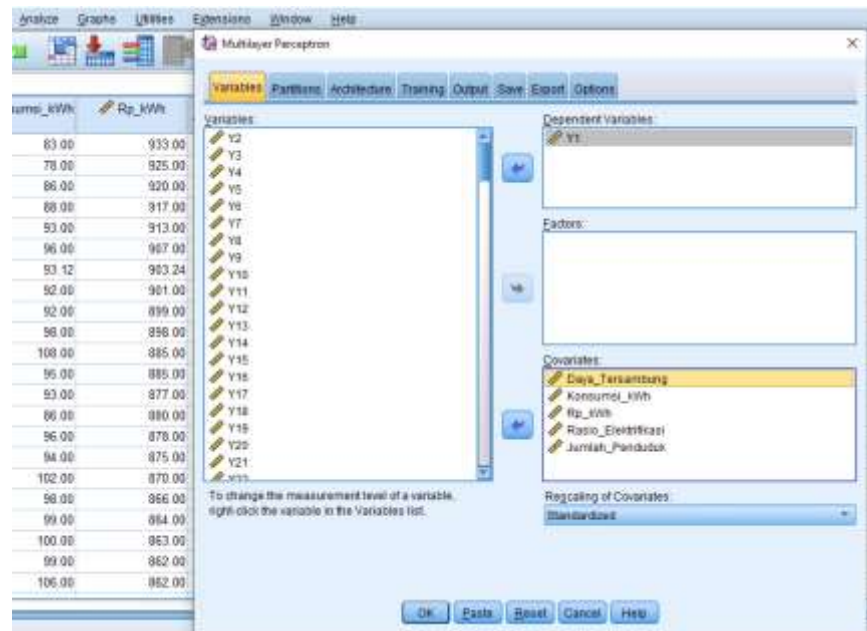 Analyze Graphs Utilities Extensions Window Help
Multilayer Perceptron
Variables Partitions Architecture Training Output Save Export Options
Rp_kWh
83.00 933.00
78.00 925.00
86.00 920.00
88.00 917.00
93.00 913.00
96.00 907.00
93.12 903.24
92.00 901.00
92.00 899.00
98.00 898.00
108.00 885.00
95.00 885.00
93.00 877.00
86.00 880.00
96.00 878.00
94.00 875.00
102.00 870.00
98.00 866.00
99.00 864.00
100.00 863.00
99.00 862.00
106.00 862.00
Variables:
Y2
Y3
Y4
Y5
Y6
Y7
Y8
Y9
Y10
Y11
Y12
Y13
Y14
Y15
Y16
Y17
Y18
Y19
Y20
Y21
To change the measurement level of a variable,
right-click the variable in the Variables list.
Dependent Variables:
Y1
Factors:
Covariates:
Daya_Tersambung
Konsumsi_kWh
Rp_kWh
Rasio_Elektrifikasi
Jumlah_Penduduk
Rescaling of Covariates:
Standardized
OK Paste Reset Cancel Help